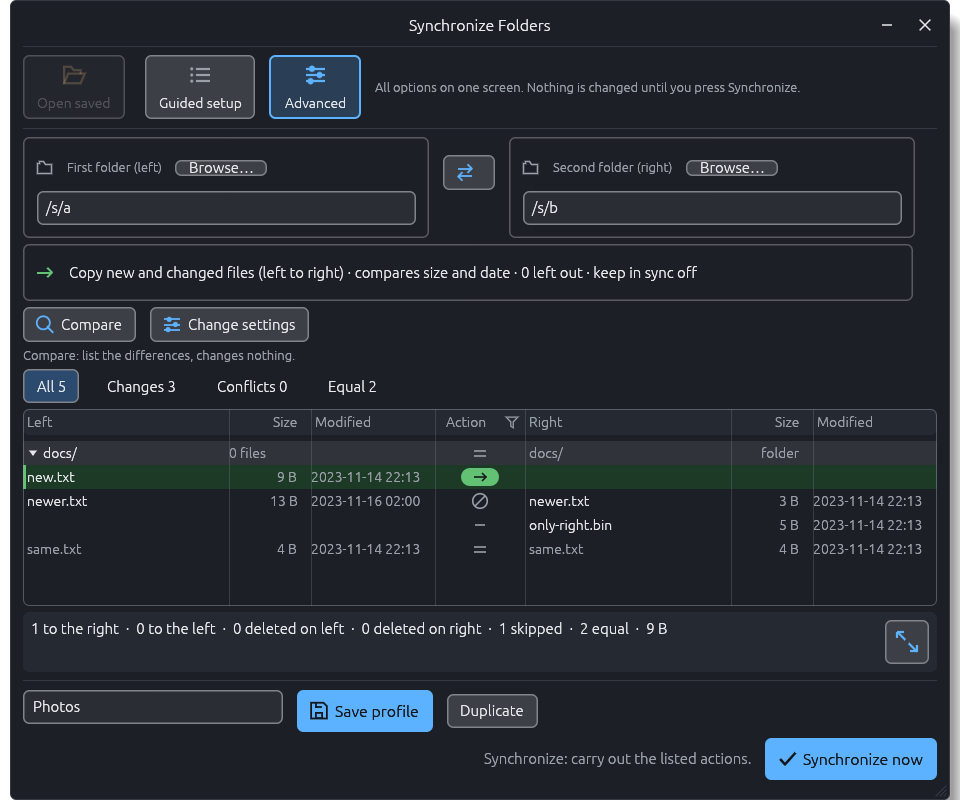 Synchronize Folders
Open saved
Guided setup
Advanced
All options on one screen. Nothing is changed until you press Synchronize.
First folder (left) Browse…
/s/a
Second folder (right) Browse…
/s/b
Copy new and changed files (left to right) · compares size and date · 0 left out · keep in sync off
Compare
Change settings
Compare: list the differences, changes nothing.
All 5 Changes 3 Conflicts 0 Equal 2
Left Size Modified Action Right Size Modified
docs/ 0 files = docs/ folder
new.txt 9 B 2023-11-14 22:13 →
newer.txt 13 B 2023-11-16 02:00 newer.txt 3 B 2023-11-14 22:13
– only-right.bin 5 B 2023-11-14 22:13
same.txt 4 B 2023-11-14 22:13 = same.txt 4 B 2023-11-14 22:13
1 to the right · 0 to the left · 0 deleted on left · 0 deleted on right · 1 skipped · 2 equal · 9 B
Photos
Save profile
Duplicate
Synchronize: carry out the listed actions.
Synchronize now